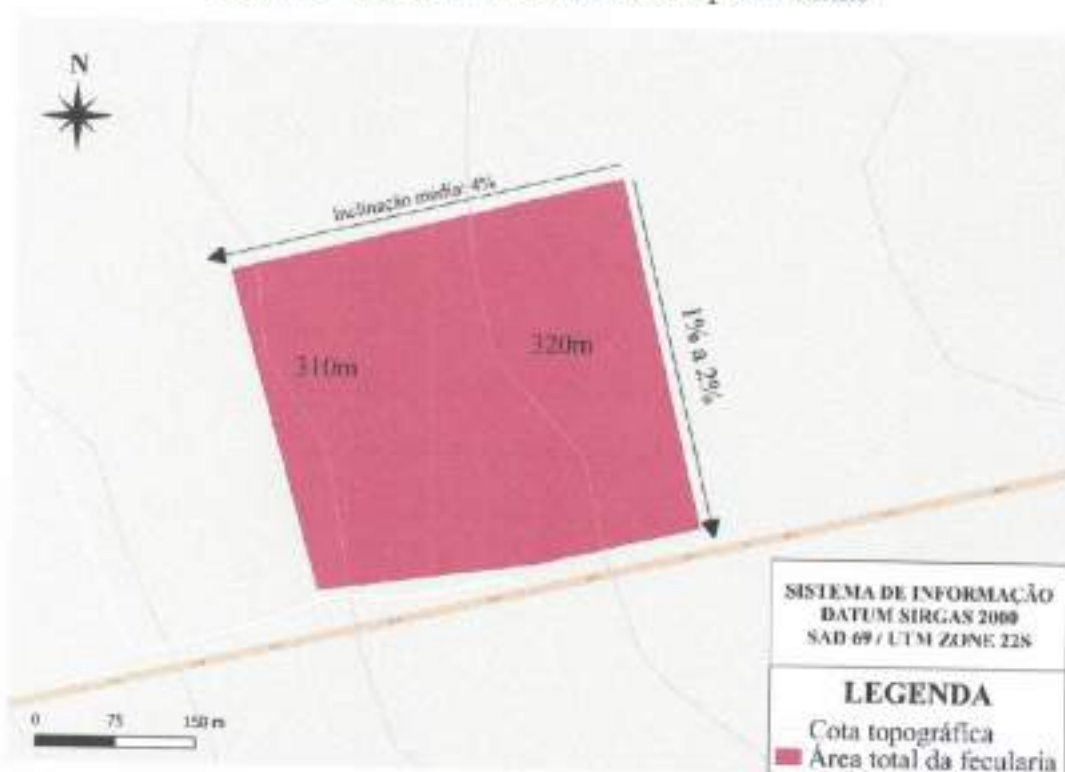 N
Inclinação media: 4%
310m
320m
1% a 2%
0 75 150 m
SISTEMA DE INFORMAÇÃO
DATUM SIRGAS 2000
SAD 69 / UTM ZONE 22S
LEGENDA
Cota topográfica
Área total da fecularia